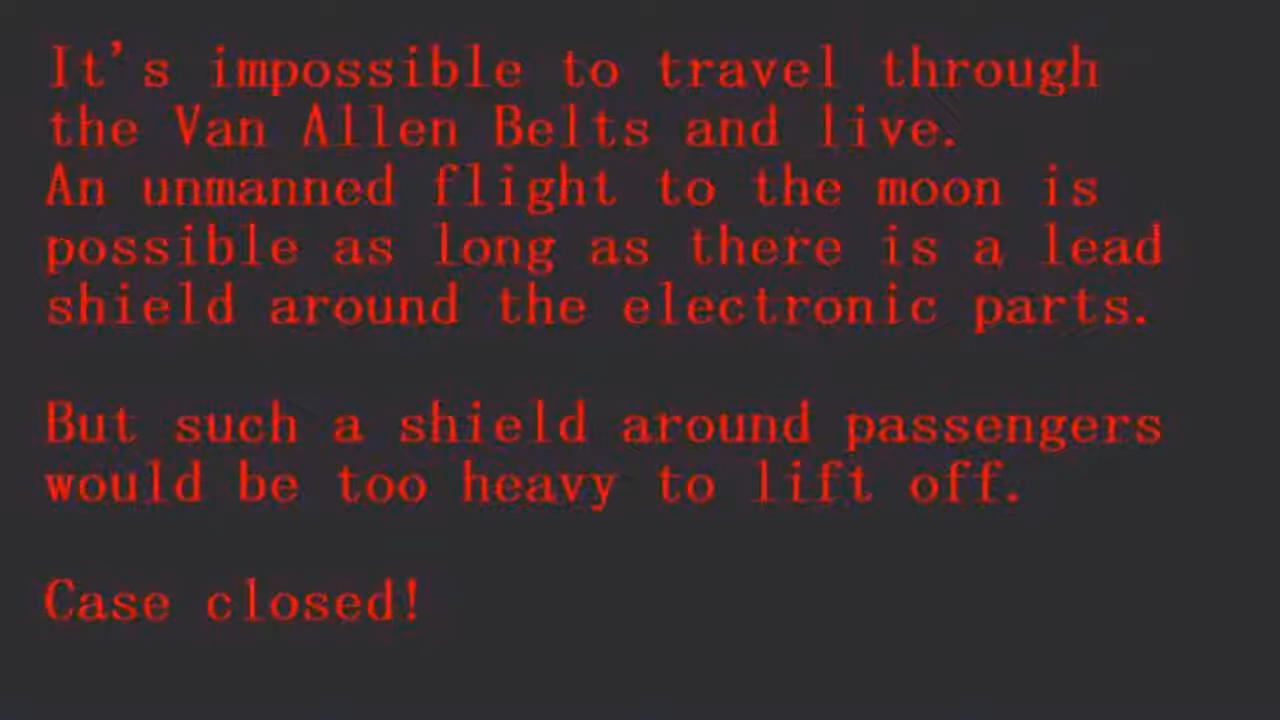 It's impossible to travel through
the Van Allen Belts and live.
An unmanned flight to the moon is
possible as long as there is a lead
shield around the electronic parts.
But such a shield around passengers
would be too heavy to lift off.
Case closed!